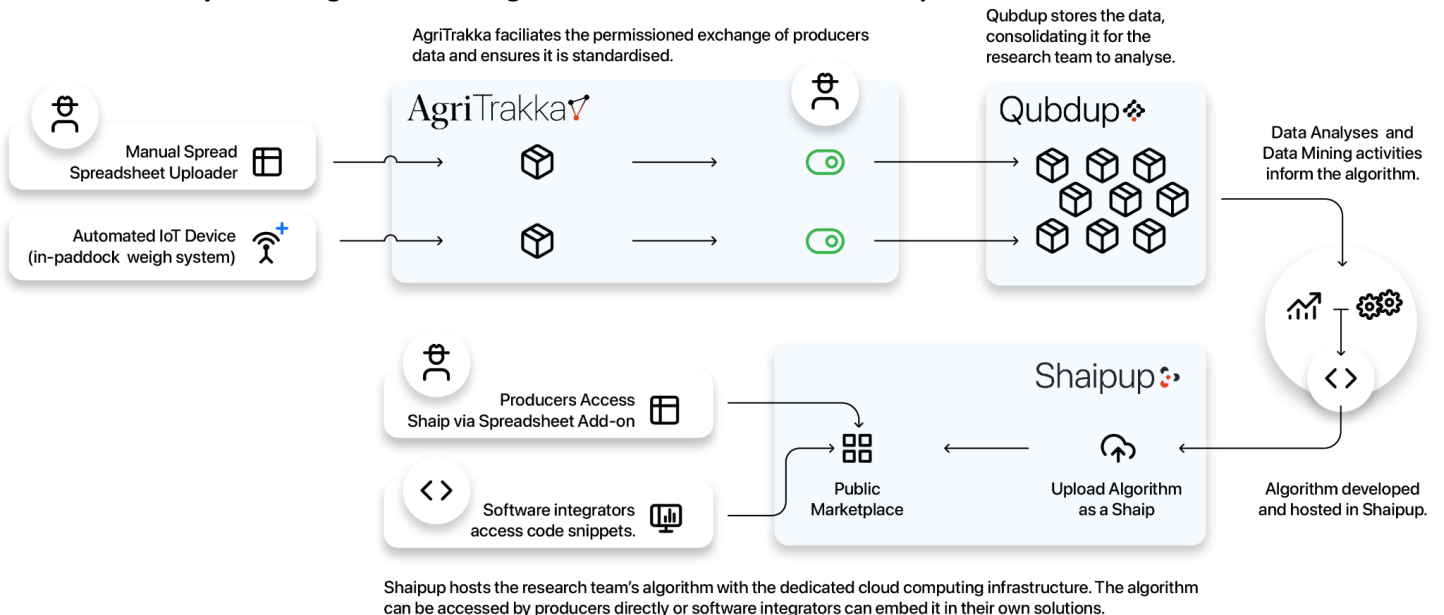 AgriTrakka faciliates the permissioned exchange of producers
data and ensures it is standardised.
Qubdup stores the data,
consolidating it for the
research team to analyse.
AgriTrakka
Qubdup
Manual Spread
Spreadsheet Uploader
Automated IoT Device
(in-paddock weigh system)
Data Analyses and
Data Mining activities
inform the algorithm.
Producers Access
Shaip via Spreadsheet Add-on
Software integrators
access code snippets.
Shaipup
Public
Marketplace
Upload Algorithm
as a Shaip
Algorithm developed
and hosted in Shaipup.
Shaipup hosts the research team’s algorithm with the dedicated cloud computing infrastructure. The algorithm
can be accessed by producers directly or software integrators can embed it in their own solutions.